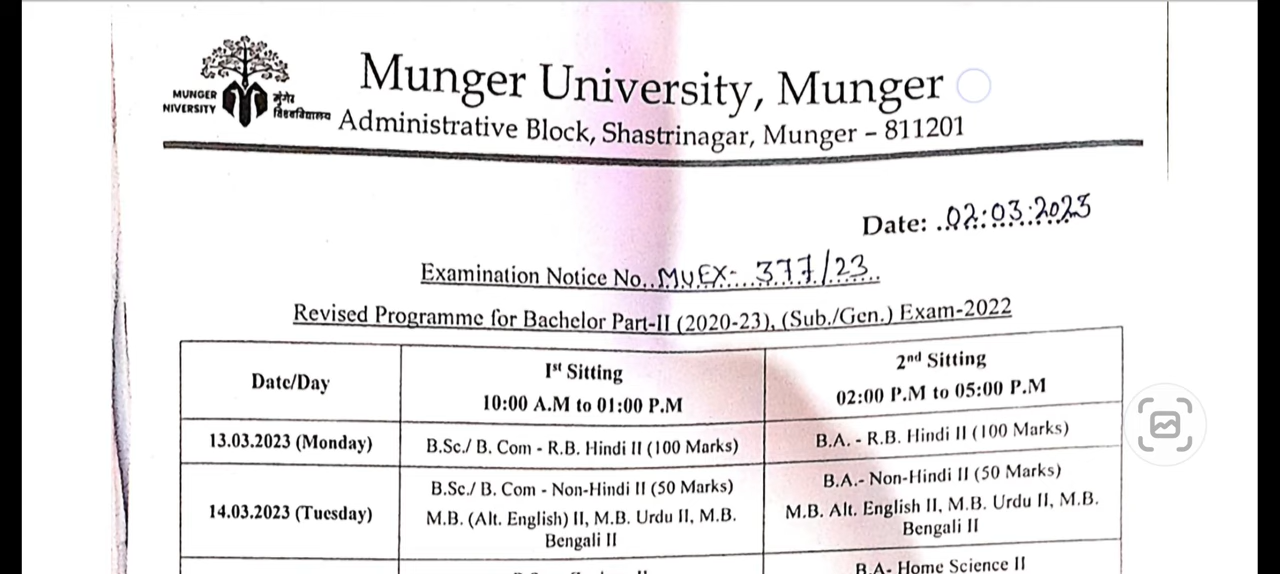 Munger University, Munger
MUNGER
NIVERSITY
मुंगेर
विश्वविद्यालय
Administrative Block, Shastrinagar, Munger – 811201
Date: .02:03:2023
Examination Notice No...MUEX-...377/23..
Revised Programme for Bachelor Part-II (2020-23), (Sub./Gen.) Exam-2022
Date/Day
1st Sitting
10:00 A.M to 01:00 P.M
2nd Sitting
02:00 P.M to 05:00 P.M
13.03.2023 (Monday)
B.Sc./ B. Com - R.B. Hindi II (100 Marks)
B.A. - R.B. Hindi II (100 Marks)
14.03.2023 (Tuesday)
B.Sc./ B. Com - Non-Hindi II (50 Marks)
M.B. (Alt. English) II, M.B. Urdu II, M.B.
Bengali II
B.A.- Non-Hindi II (50 Marks)
M.B. Alt. English II, M.B. Urdu II, M.B.
Bengali II
B.A- Home Science II